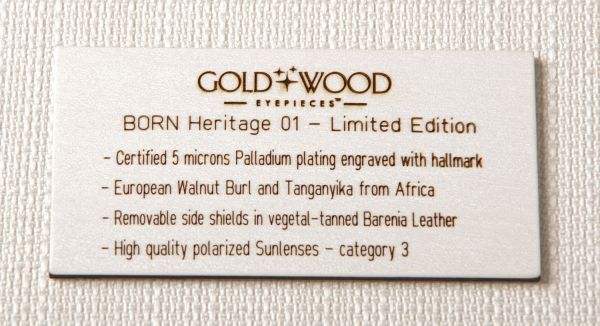 GOLD WOOD
EYEPIECES™
BORN Heritage 01 - Limited Edition
- Certified 5 microns Palladium plating engraved with hallmark
- European Walnut Burl and Tanganyika from Africa
- Removable side shields in vegetal-tanned Barenia Leather
- High quality polarized Sunlenses - category 3